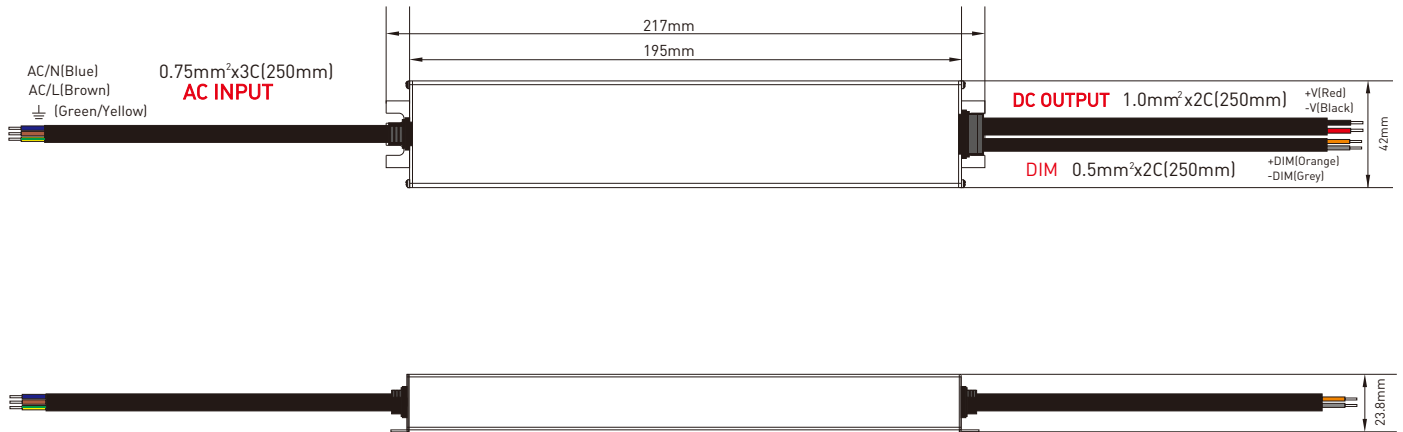 217mm
195mm
AC/N(Blue)
AC/L(Brown)
⏚ (Green/Yellow)
0.75mm²x3C(250mm)
AC INPUT
DC OUTPUT 1.0mm²x2C(250mm)
+V(Red)
-V(Black)
DIM 0.5mm²x2C(250mm)
+DIM(Orange)
-DIM(Grey)
42mm
23.8mm